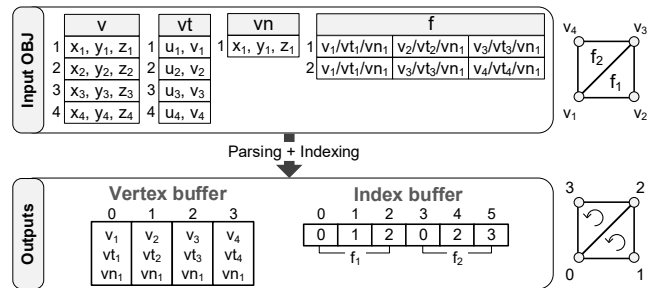 Input OBJ
v vt vn f
1 x₁, y₁, z₁ 1 u₁, v₁ 1 x₁, y₁, z₁ 1 v₁/vt₁/vn₁ v₂/vt₂/vn₁ v₃/vt₃/vn₁
2 x₂, y₂, z₂ 2 u₂, v₂ 2 v₁/vt₁/vn₁ v₃/vt₃/vn₁ v₄/vt₄/vn₁
3 x₃, y₃, z₃ 3 u₃, v₃
4 x₄, y₄, z₄ 4 u₄, v₄
v₄ v₃
f₂
f₁
v₁ v₂
Parsing + Indexing
Outputs
Vertex buffer
0 1 2 3
v₁ v₂ v₃ v₄
vt₁ vt₂ vt₃ vt₄
vn₁ vn₁ vn₁ vn₁
Index buffer
0 1 2 3 4 5
0 1 2 0 2 3
f₁ f₂
3 2
0 1